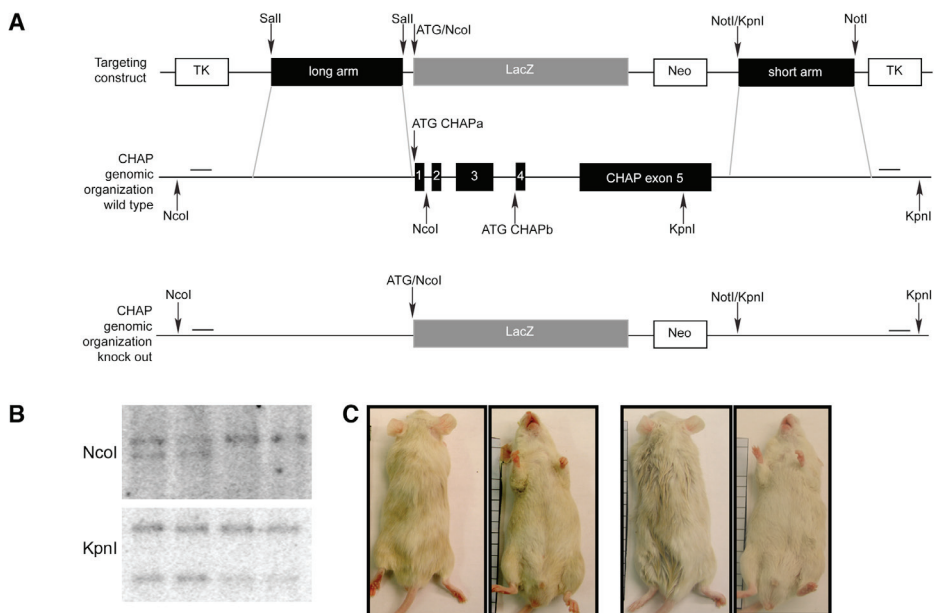 A
SalI SalI ATG/NcoI NotI/KpnI NotI
Targeting construct
TK long arm LacZ Neo short arm TK
ATG CHAPa
CHAP genomic organization wild type
1 2 3 4 CHAP exon 5
NcoI NcoI ATG CHAPb KpnI KpnI
NcoI ATG/NcoI NotI/KpnI KpnI
CHAP genomic organization knock out
LacZ Neo
B C
NcoI
KpnI